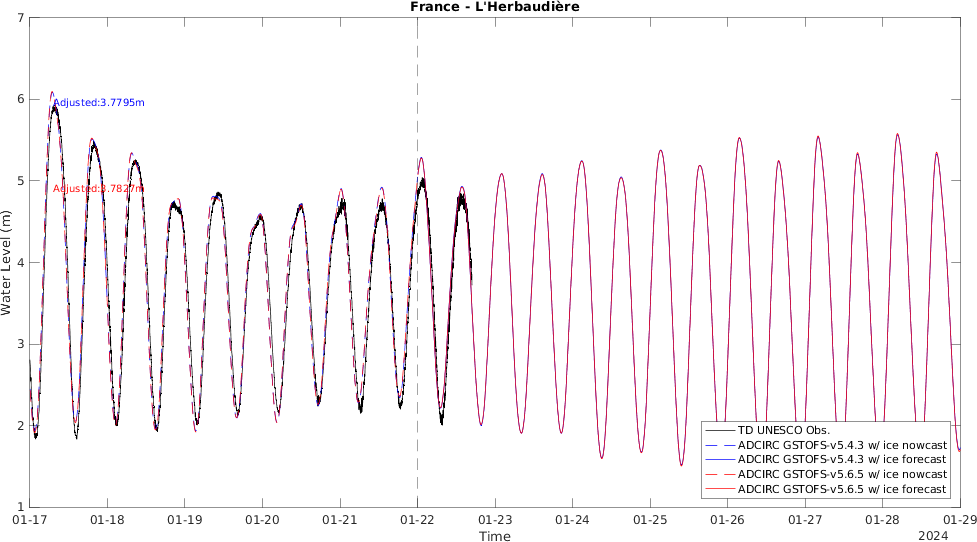 France - L'Herbaudière
7
6
5
4
3
2
1
Water Level (m)
Adjusted:3.7795m
Adjusted:3.7827m
TD UNESCO Obs.
ADCIRC GSTOFS-v5.4.3 w/ ice nowcast
ADCIRC GSTOFS-v5.4.3 w/ ice forecast
ADCIRC GSTOFS-v5.6.5 w/ ice nowcast
ADCIRC GSTOFS-v5.6.5 w/ ice forecast
01-17 01-18 01-19 01-20 01-21 01-22 01-23 01-24 01-25 01-26 01-27 01-28 01-29
Time
2024